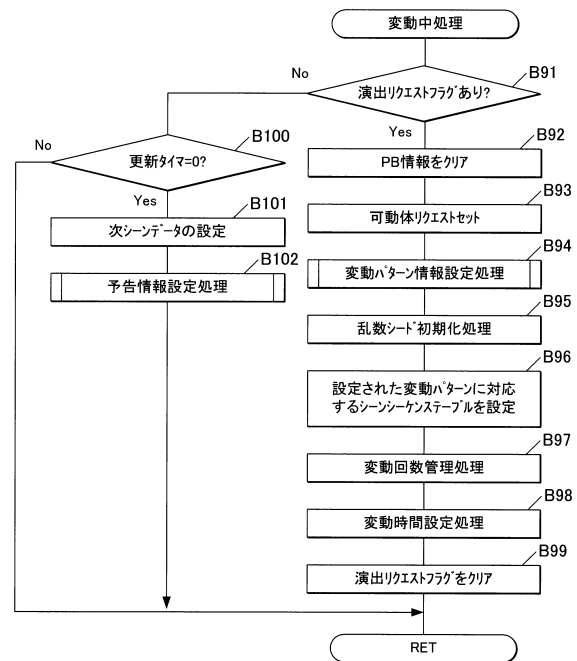 変動中処理
B91
No
演出リクエストフラグあり?
Yes
B92
PB情報をクリア
B93
可動体リクエストセット
B94
変動パターン情報設定処理
B95
乱数シード初期化処理
B96
設定された変動パターンに対応
するシーンシーケンステーブルを設定
B97
変動回数管理処理
B98
変動時間設定処理
B99
演出リクエストフラグをクリア
No
B100
更新タイマ=0?
Yes
B101
次シーンデータの設定
B102
予告情報設定処理
RET